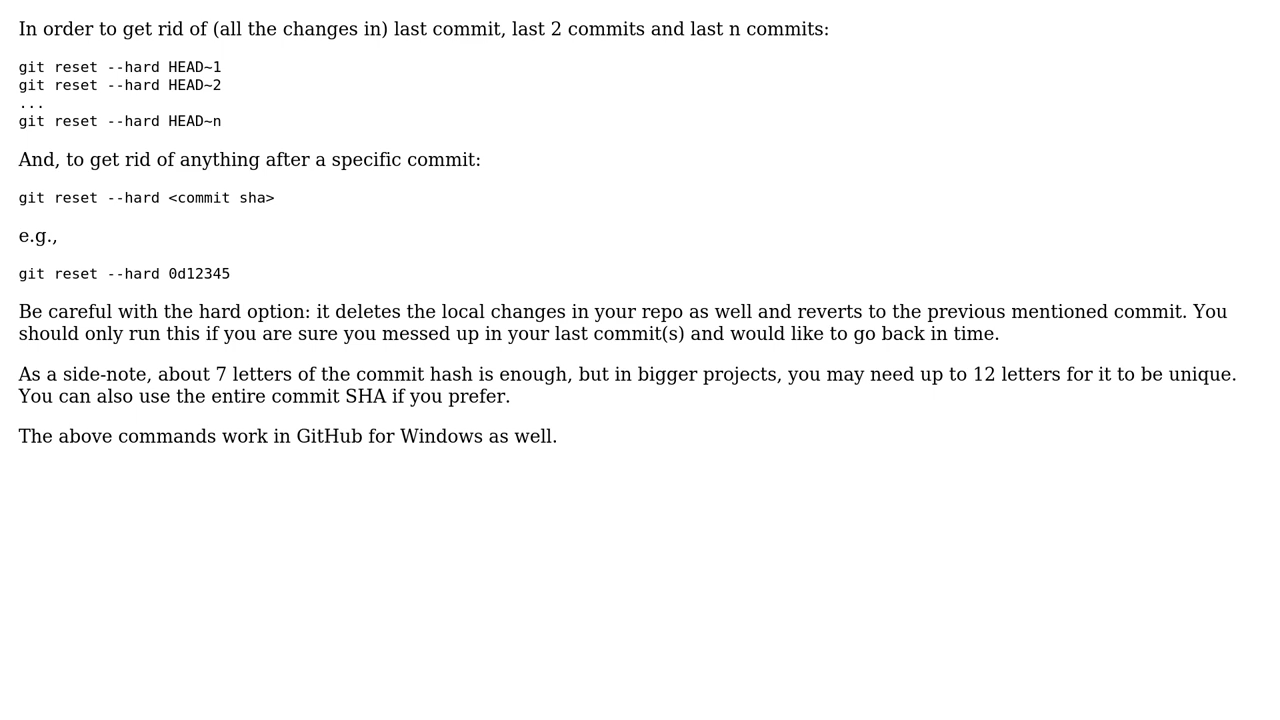 In order to get rid of (all the changes in) last commit, last 2 commits and last n commits:
git reset --hard HEAD~1
git reset --hard HEAD~2
...
git reset --hard HEAD~n
And, to get rid of anything after a specific commit:
git reset --hard <commit sha>
e.g.,
git reset --hard 0d12345
Be careful with the hard option: it deletes the local changes in your repo as well and reverts to the previous mentioned commit. You
should only run this if you are sure you messed up in your last commit(s) and would like to go back in time.
As a side-note, about 7 letters of the commit hash is enough, but in bigger projects, you may need up to 12 letters for it to be unique.
You can also use the entire commit SHA if you prefer.
The above commands work in GitHub for Windows as well.